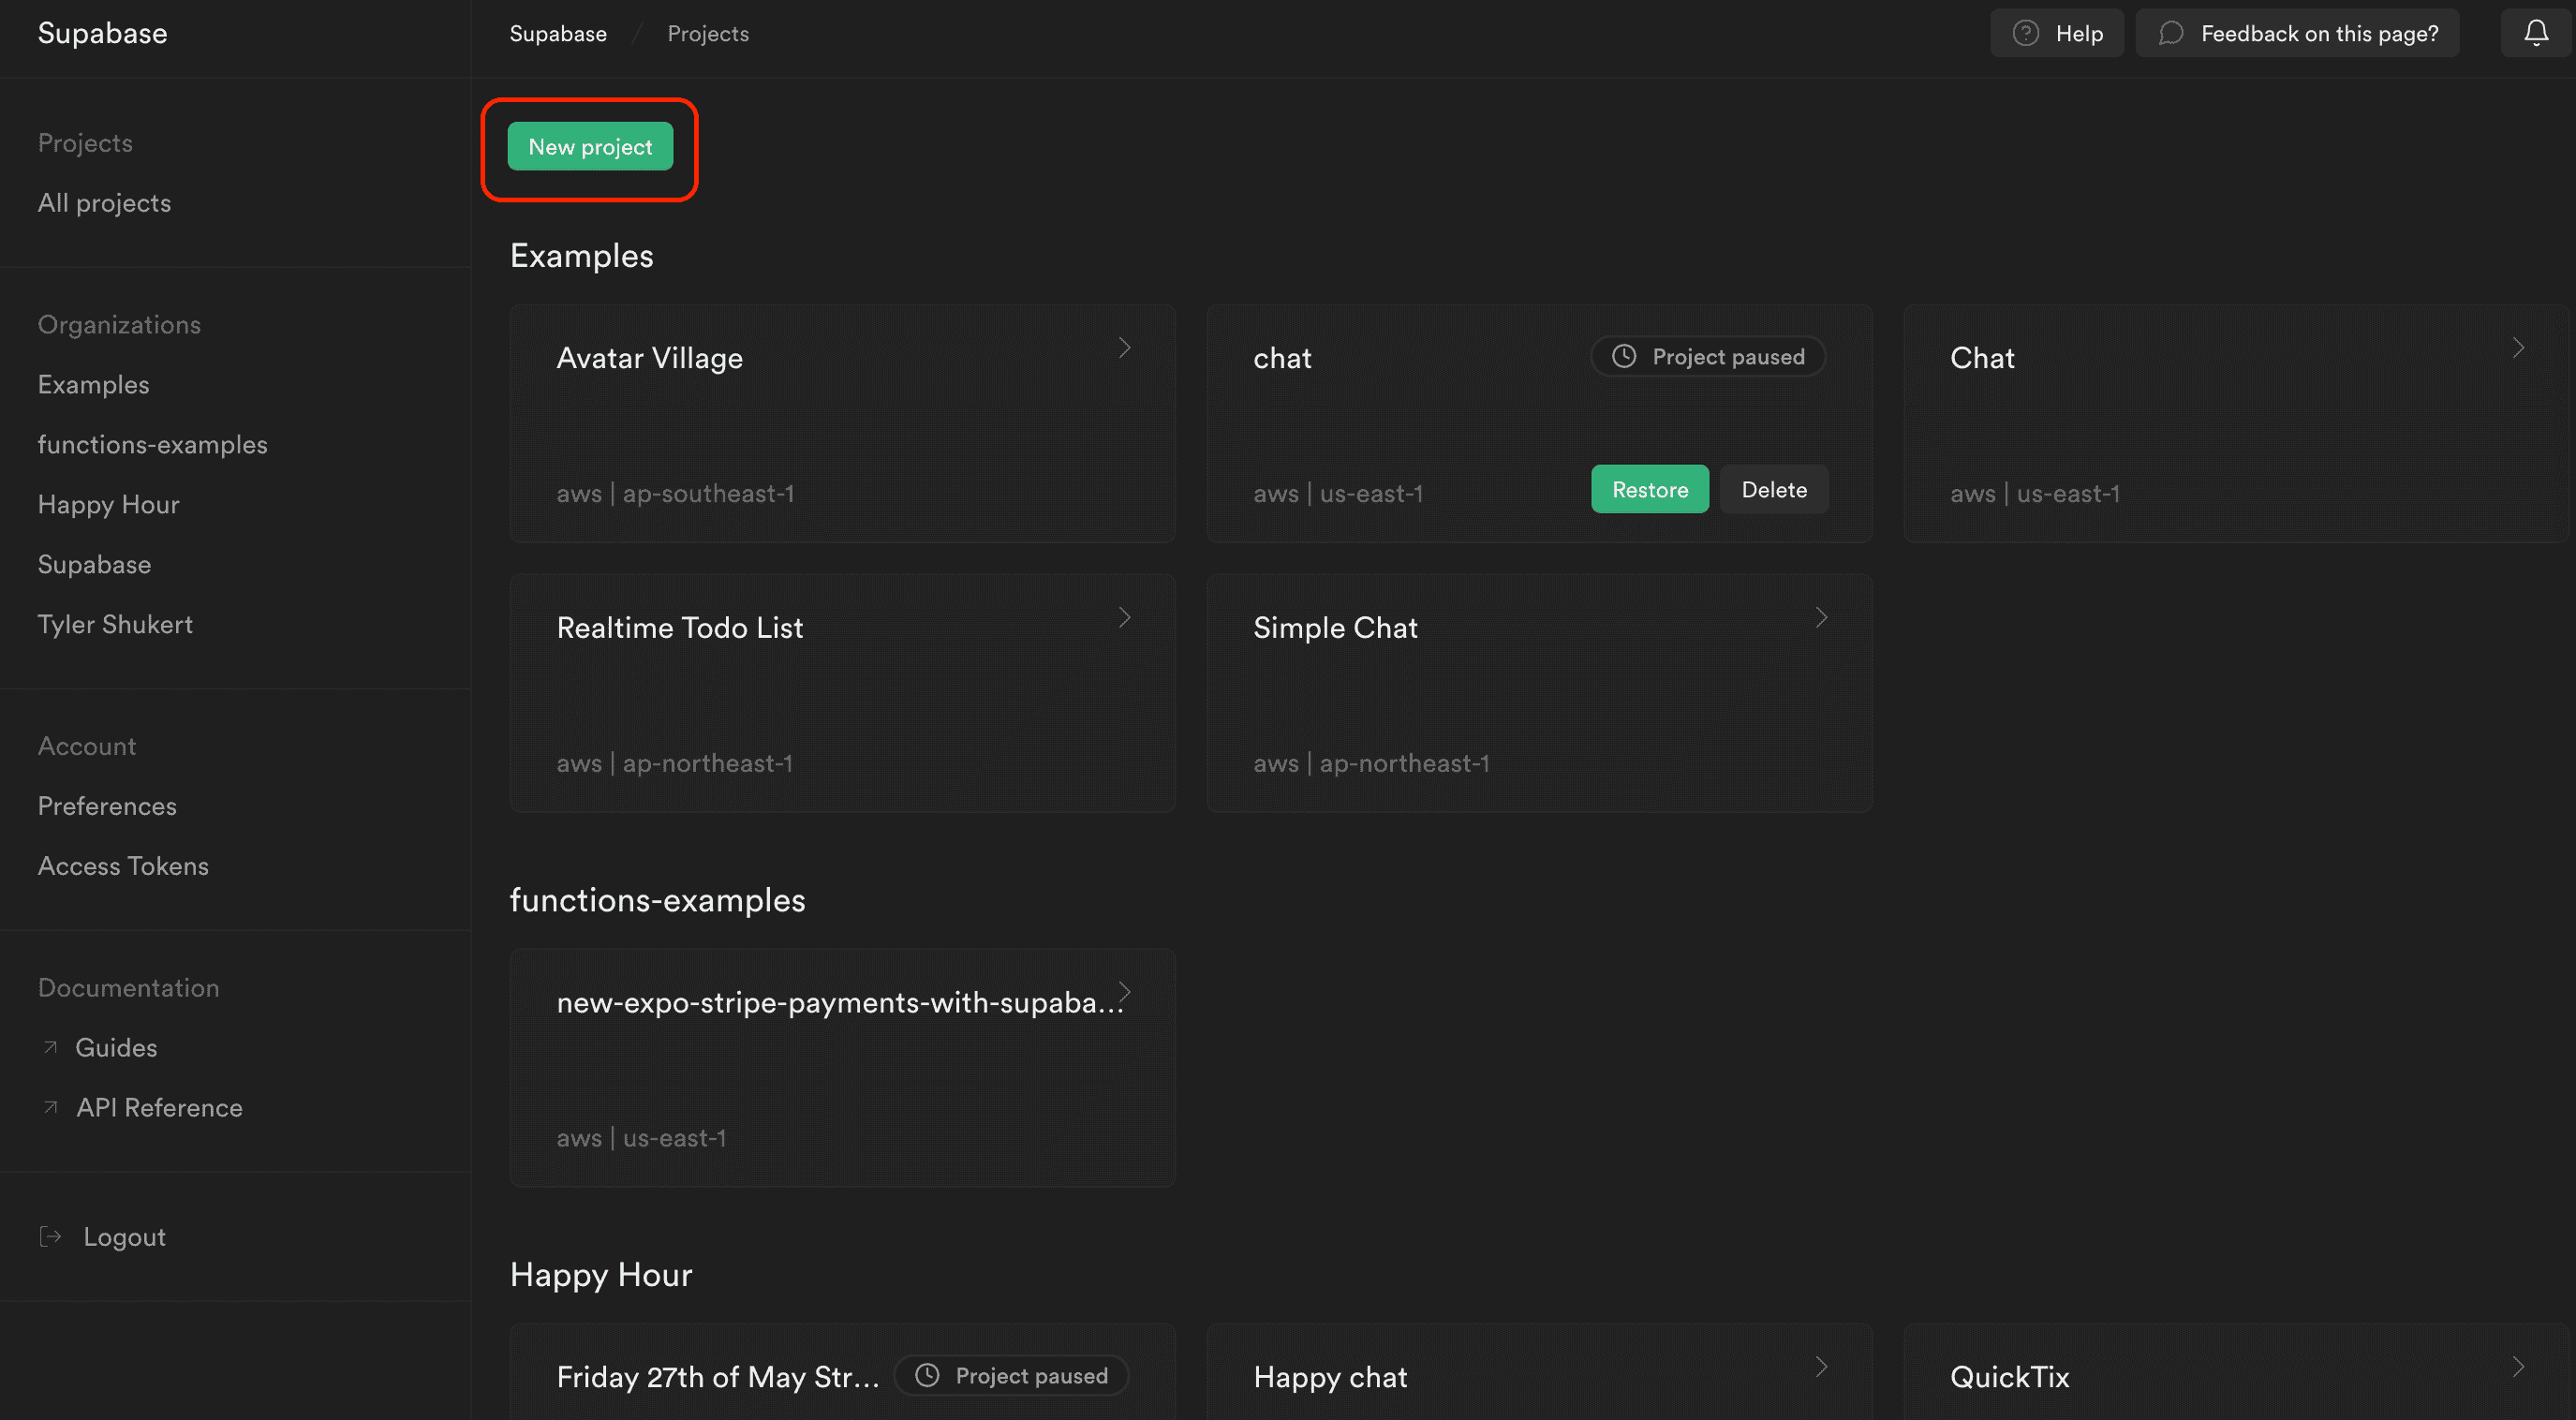 Supabase
Supabase / Projects
Help
Feedback on this page?
Projects
All projects
Organizations
Examples
functions-examples
Happy Hour
Supabase
Tyler Shukert
Account
Preferences
Access Tokens
Documentation
Guides
API Reference
Logout
New project
Examples
Avatar Village
aws | ap-southeast-1
chat
Project paused
aws | us-east-1
Restore
Delete
Chat
aws | us-east-1
Realtime Todo List
aws | ap-northeast-1
Simple Chat
aws | ap-northeast-1
functions-examples
new-expo-stripe-payments-with-supaba...
aws | us-east-1
Happy Hour
Friday 27th of May Str...
Project paused
Happy chat
QuickTix